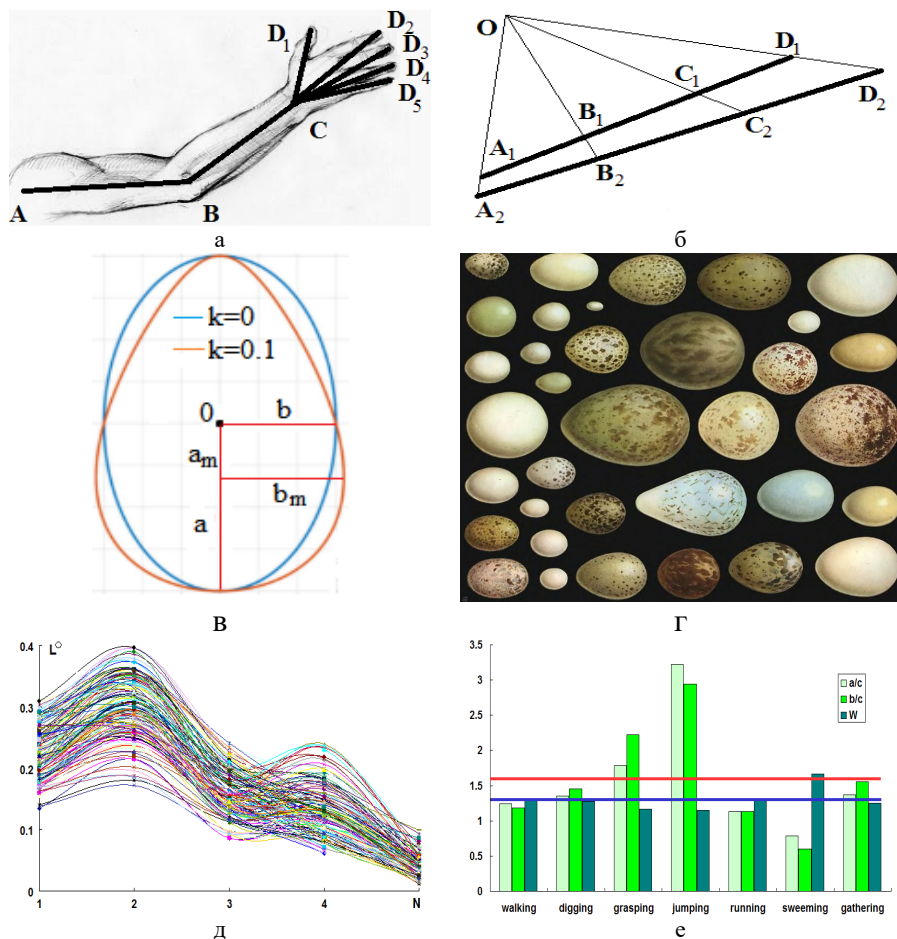 D₁
D₂
D₃
D₄
D₅
C
A
B
а
O
D₁
D₂
C₁
C₂
B₁
B₂
A₁
A₂
б
k=0
k=0.1
0
b
aₘ
bₘ
a
в
г
0.4
L°
0.3
0.2
0.1
0
1
2
3
4
N
д
3.5
3
2.5
2
1.5
1
0.5
0
a/c
b/c
W
walking
digging
grasping
jumping
running
sweeming
gathering
е